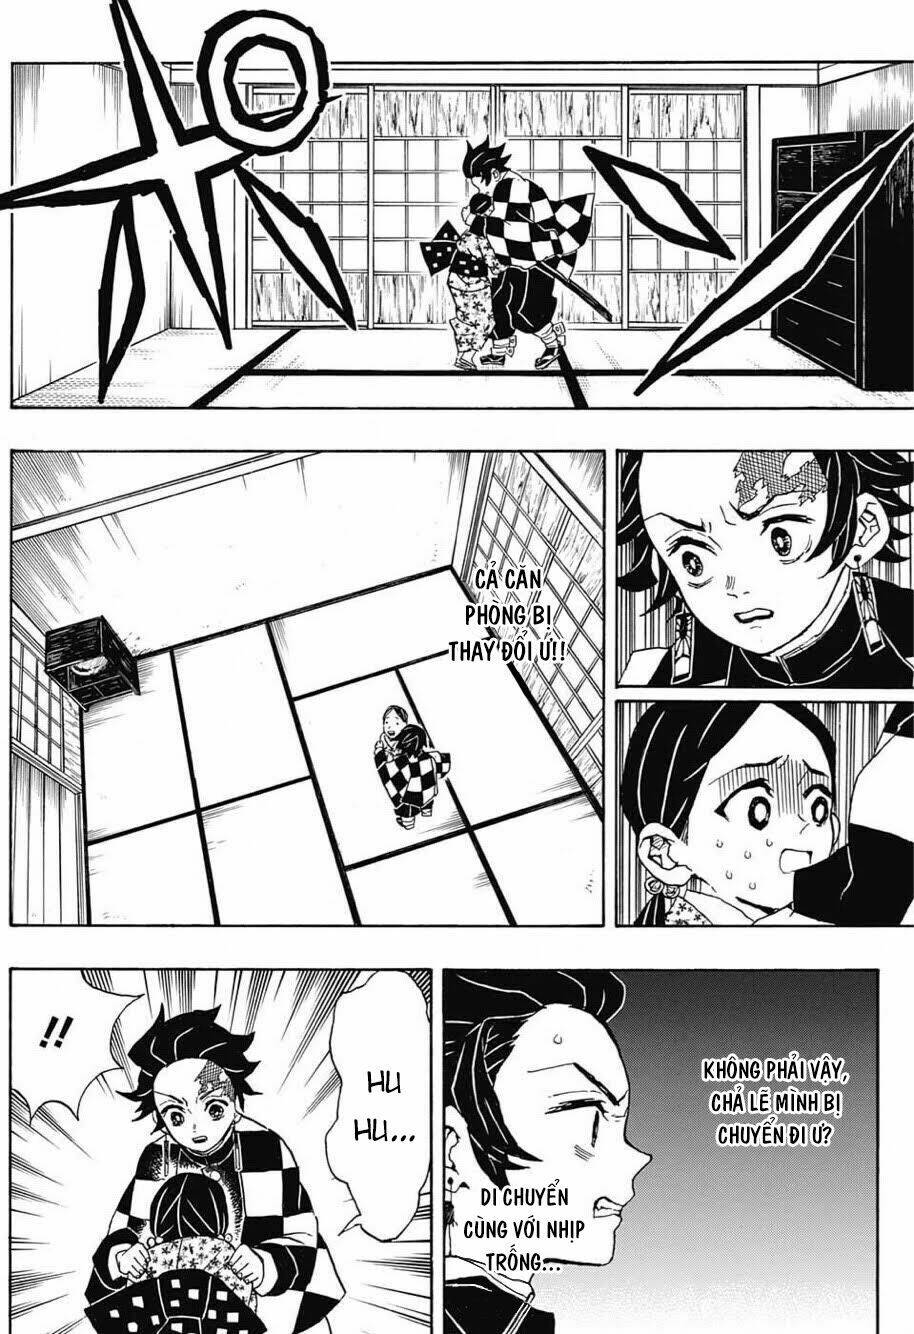 CẢ CĂN
PHÒNG BỊ
THAY ĐỔI Ư!!
KHÔNG PHẢI VẬY,
CHẢ LẼ MÌNH BỊ
CHUYỂN ĐI Ư?
DI CHUYỂN
CÙNG VỚI NHỊP
TRỐNG...
HU
HU...
!!